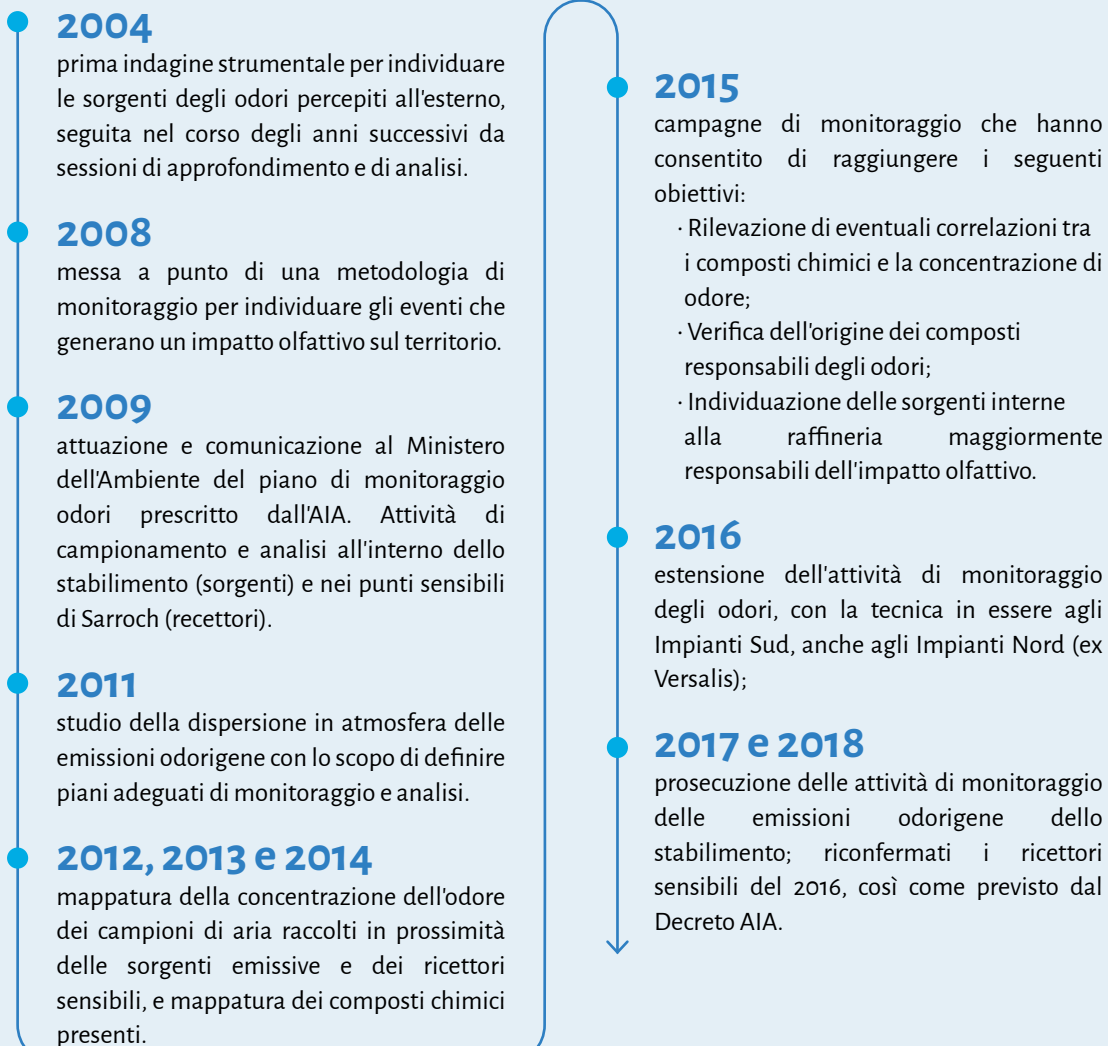 2004
prima indagine strumentale per individuare
le sorgenti degli odori percepiti all'esterno,
seguita nel corso degli anni successivi da
sessioni di approfondimento e di analisi.
2008
messa a punto di una metodologia di
monitoraggio per individuare gli eventi che
generano un impatto olfattivo sul territorio.
2009
attuazione e comunicazione al Ministero
dell'Ambiente del piano di monitoraggio
odori prescritto dall'AIA. Attività di
campionamento e analisi all'interno dello
stabilimento (sorgenti) e nei punti sensibili
di Sarroch (recettori).
2011
studio della dispersione in atmosfera delle
emissioni odorigene con lo scopo di definire
piani adeguati di monitoraggio e analisi.
2012, 2013 e 2014
mappatura della concentrazione dell'odore
dei campioni di aria raccolti in prossimità
delle sorgenti emissive e dei ricettori
sensibili, e mappatura dei composti chimici
presenti.
2015
campagne di monitoraggio che hanno
consentito di raggiungere i seguenti
obiettivi:
· Rilevazione di eventuali correlazioni tra
i composti chimici e la concentrazione di
odore;
· Verifica dell'origine dei composti
responsabili degli odori;
· Individuazione delle sorgenti interne
alla raffineria maggiormente
responsabili dell'impatto olfattivo.
2016
estensione dell'attività di monitoraggio
degli odori, con la tecnica in essere agli
Impianti Sud, anche agli Impianti Nord (ex
Versalis);
2017 e 2018
prosecuzione delle attività di monitoraggio
delle emissioni odorigene dello
stabilimento; riconfermati i ricettori
sensibili del 2016, così come previsto dal
Decreto AIA.